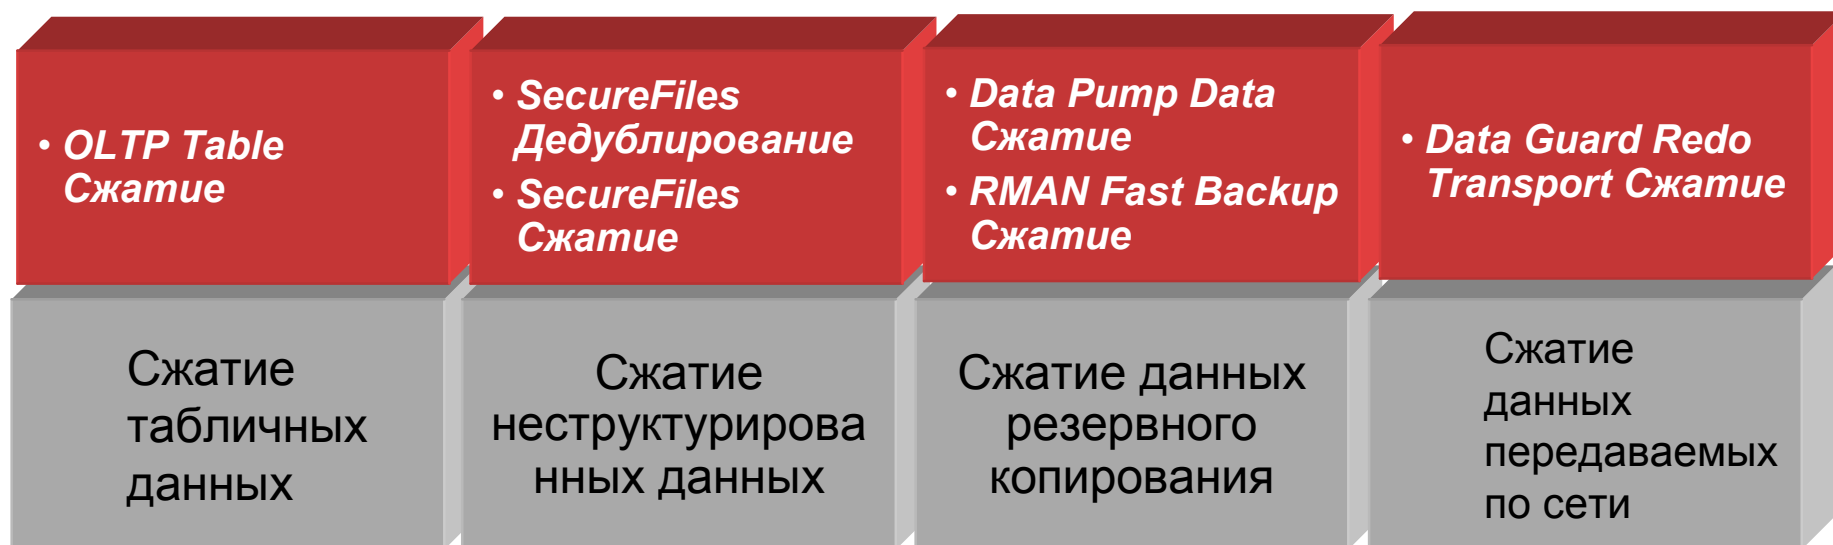 • OLTP Table
Сжатие
• SecureFiles
Дедублирование
• SecureFiles
Сжатие
• Data Pump Data
Сжатие
• RMAN Fast Backup
Сжатие
• Data Guard Redo
Transport Сжатие
Сжатие
табличных
данных
Сжатие
неструктурирова
нных данных
Сжатие данных
резервного
копирования
Сжатие
данных
передаваемых
по сети